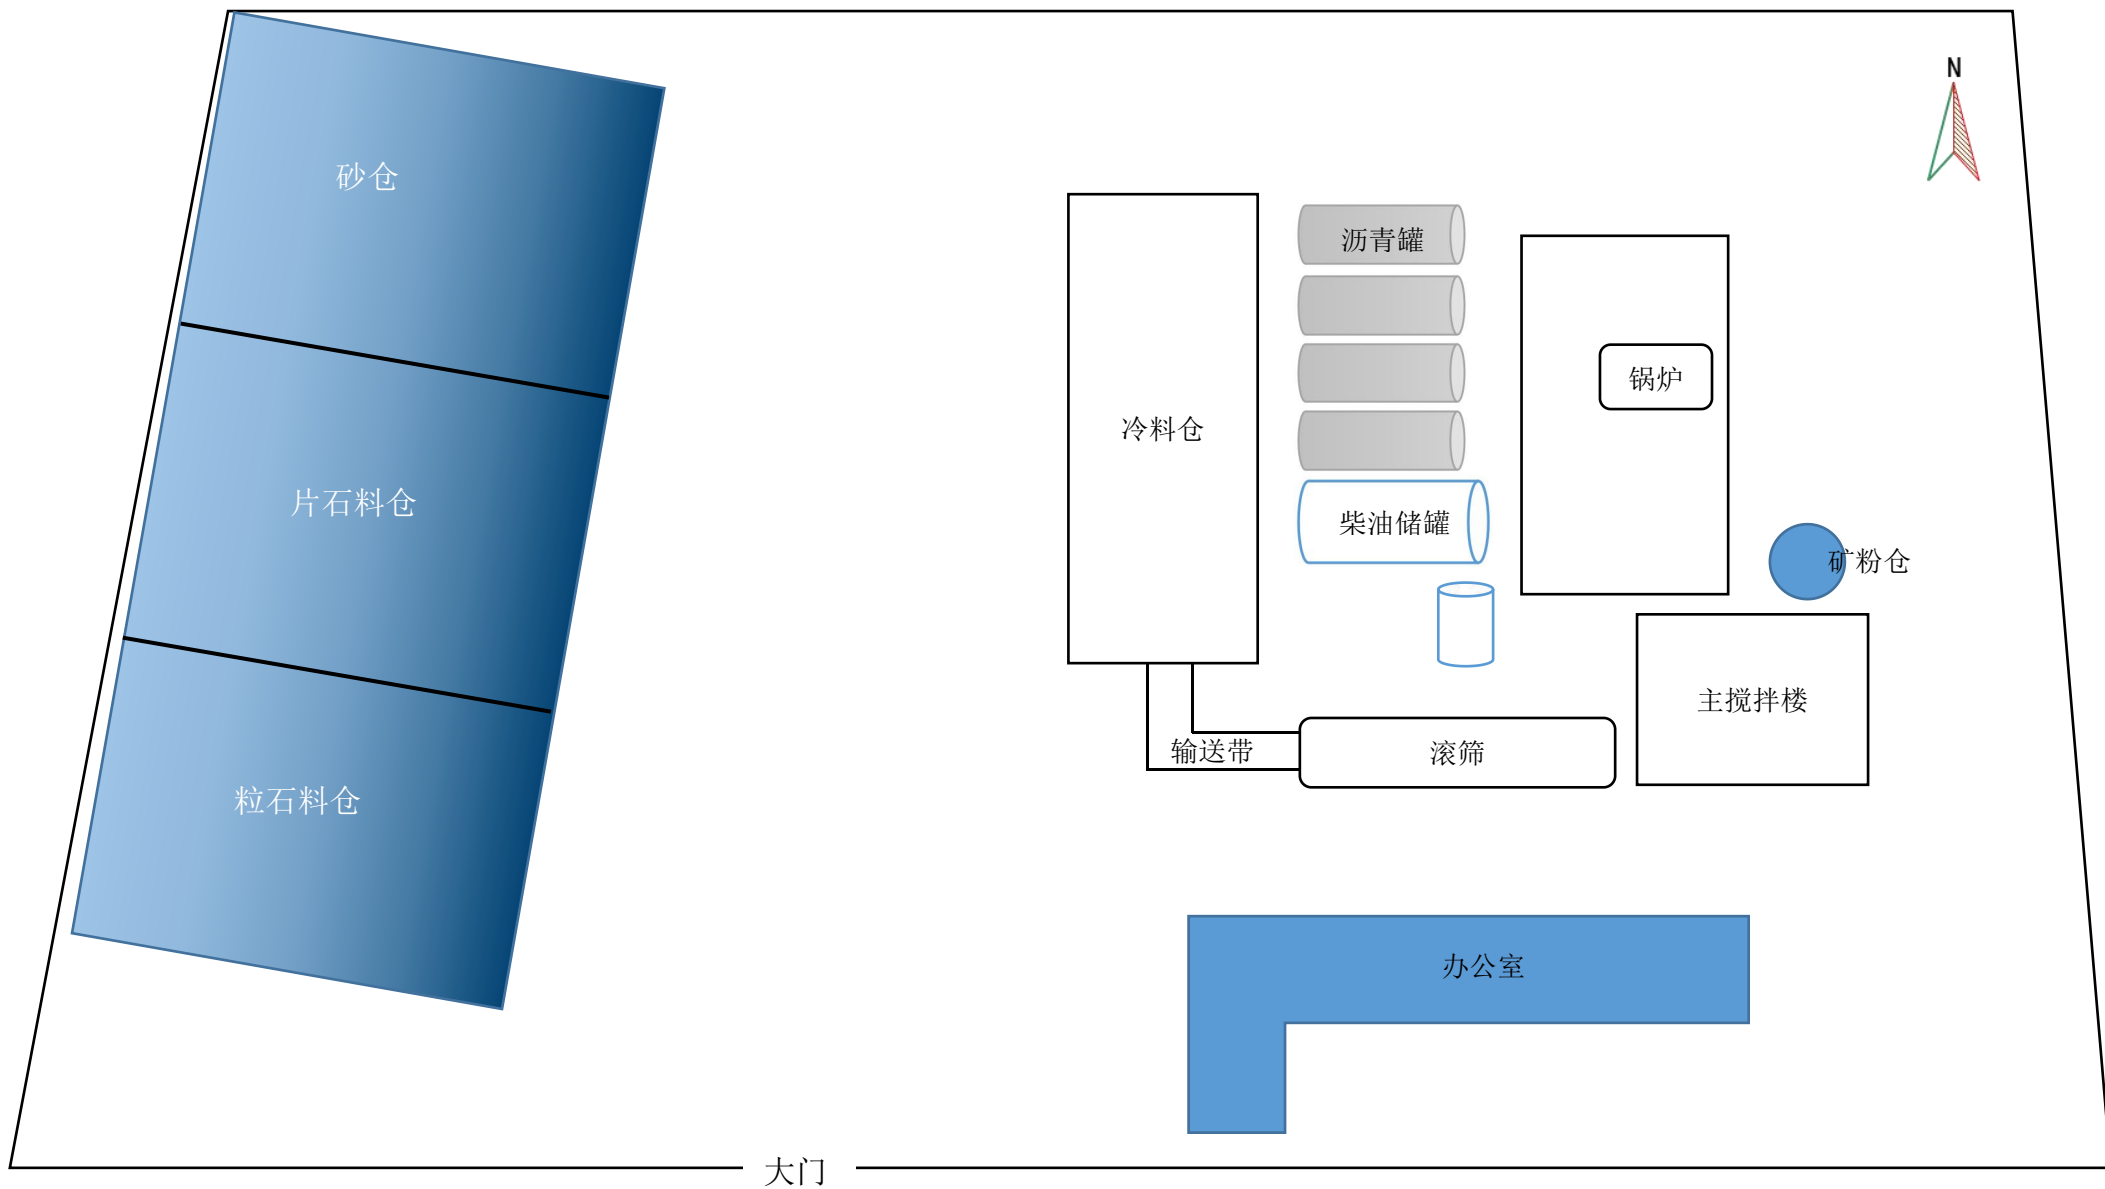 N
砂仓
沥青罐
锅炉
冷料仓
片石料仓
柴油储罐
矿粉仓
主搅拌楼
输送带
滚筛
粒石料仓
办公室
大门